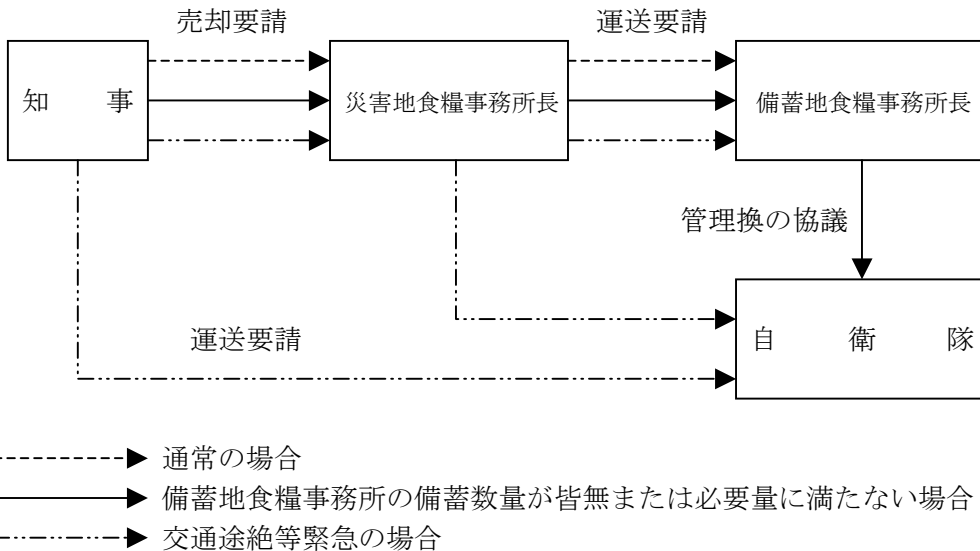 売却要請
運送要請
知 事
災害地食糧事務所長
備蓄地食糧事務所長
管理換の協議
運送要請
自 衛 隊
通常の場合
備蓄地食糧事務所の備蓄数量が皆無または必要量に満たない場合
交通途絶等緊急の場合